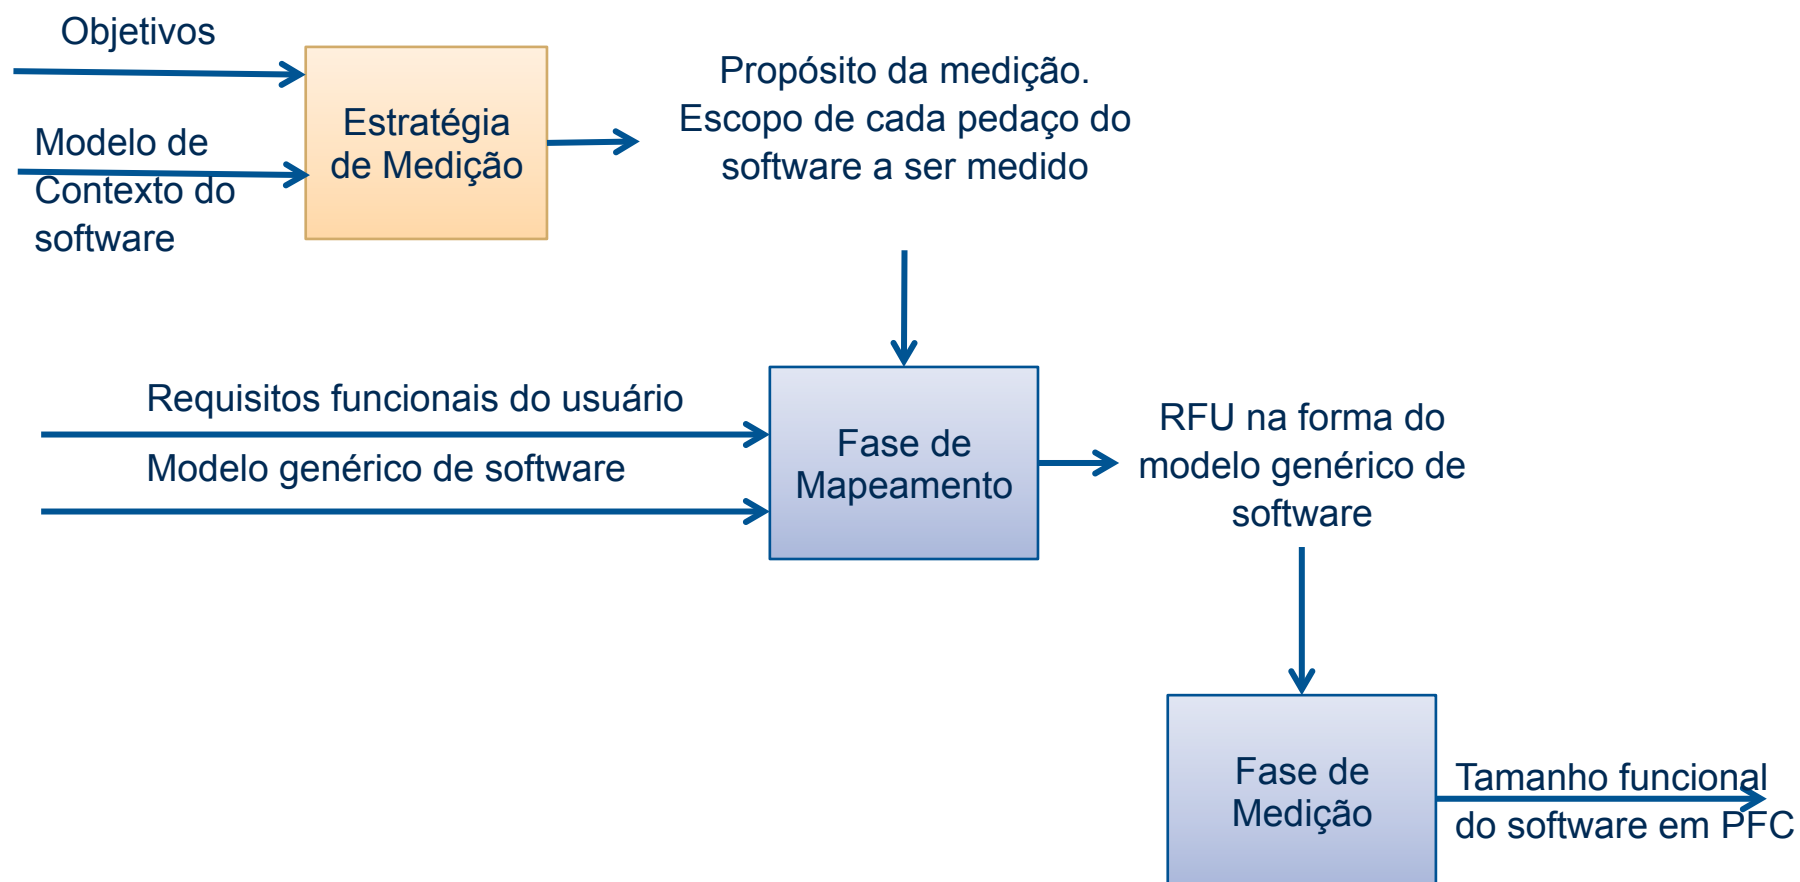 Objetivos
Modelo de
Contexto do
software
Estratégia
de Medição
Propósito da medição.
Escopo de cada pedaço do
software a ser medido
Requisitos funcionais do usuário
Modelo genérico de software
Fase de
Mapeamento
RFU na forma do
modelo genérico de
software
Fase de
Medição
Tamanho funcional
do software em PFC